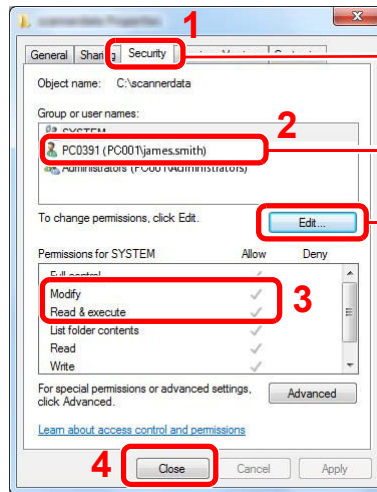 scannerdata Properties
1
General Sharing Security
Object name: C:\scannerdata
Group or user names:
2
SYSTEM
PC0391 (PC001\james.smith)
Administrators (PC001\Administrators)
To change permissions, click Edit.
Edit...
Permissions for SYSTEM Allow Deny
Full control
Modify
3
Read & execute
List folder contents
Read
Write
For special permissions or advanced settings,
click Advanced.
Advanced
Learn about access control and permissions
4
Close Cancel Apply